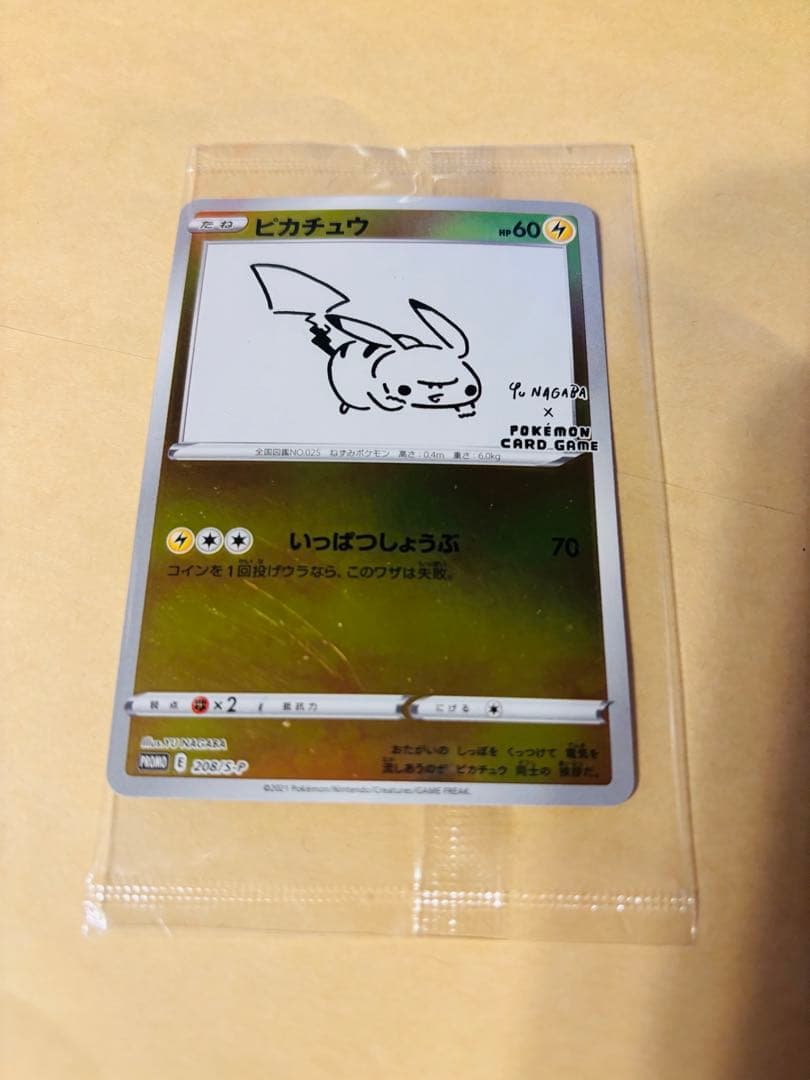 たね ピカチュウ HP60
Yu NAGABA
×
POKÉMON
CARD GAME
全国図鑑NO.025 ねずみポケモン 高さ:0.4m 重さ:6.0kg
いっぱつしょうぶ 70
コインを1回投げウラなら、このワザは失敗。
弱点 ×2 抵抗力 にげる
illus.YU NAGABA
PROMO E 208/S-P
おたがいの しっぽを くっつけて 電気を
流しあうのが ピカチュウ 同士の 挨拶だ。
©2021 Pokémon/Nintendo/Creatures/GAME FREAK.